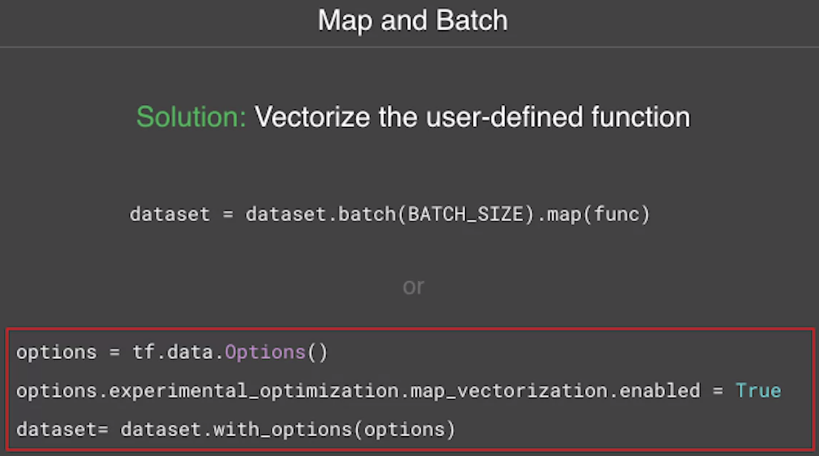 Map and Batch
Solution: Vectorize the user-defined function
dataset = dataset.batch(BATCH_SIZE).map(func)
or
options = tf.data.Options()
options.experimental_optimization.map_vectorization.enabled = True
dataset= dataset.with_options(options)